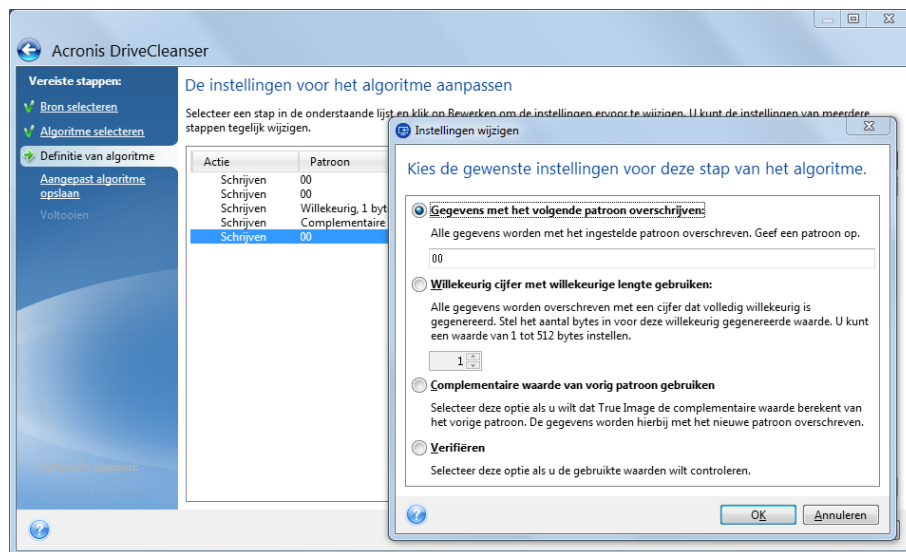 Acronis DriveCleanser
Vereiste stappen:
Bron selecteren
Algoritme selecteren
Definitie van algoritme
Aangepast algoritme
opslaan
Voltooien
De instellingen voor het algoritme aanpassen
Selecteer een stap in de onderstaande lijst en klik op Bewerken om de instellingen ervoor te wijzigen. U kunt de instellingen van meerdere
stappen tegelijk wijzigen.
Actie Patroon
Schrijven 00
Schrijven 00
Schrijven Willekeurig, 1 byt
Schrijven Complementaire
Schrijven 00
Instellingen wijzigen
Kies de gewenste instellingen voor deze stap van het algoritme.
Gegevens met het volgende patroon overschrijven:
Alle gegevens worden met het ingestelde patroon overschreven. Geef een patroon op.
00
Willekeurig cijfer met willekeurige lengte gebruiken:
Alle gegevens worden overschreven met een cijfer dat volledig willekeurig is
gegenereerd. Stel het aantal bytes in voor deze willekeurig gegenereerde waarde. U kunt
een waarde van 1 tot 512 bytes instellen.
1
Complementaire waarde van vorig patroon gebruiken
Selecteer deze optie als u wilt dat True Image de complementaire waarde berekent van
het vorige patroon. De gegevens worden hierbij met het nieuwe patroon overschreven.
Verifiëren
Selecteer deze optie als u de gebruikte waarden wilt controleren.
OK Annuleren